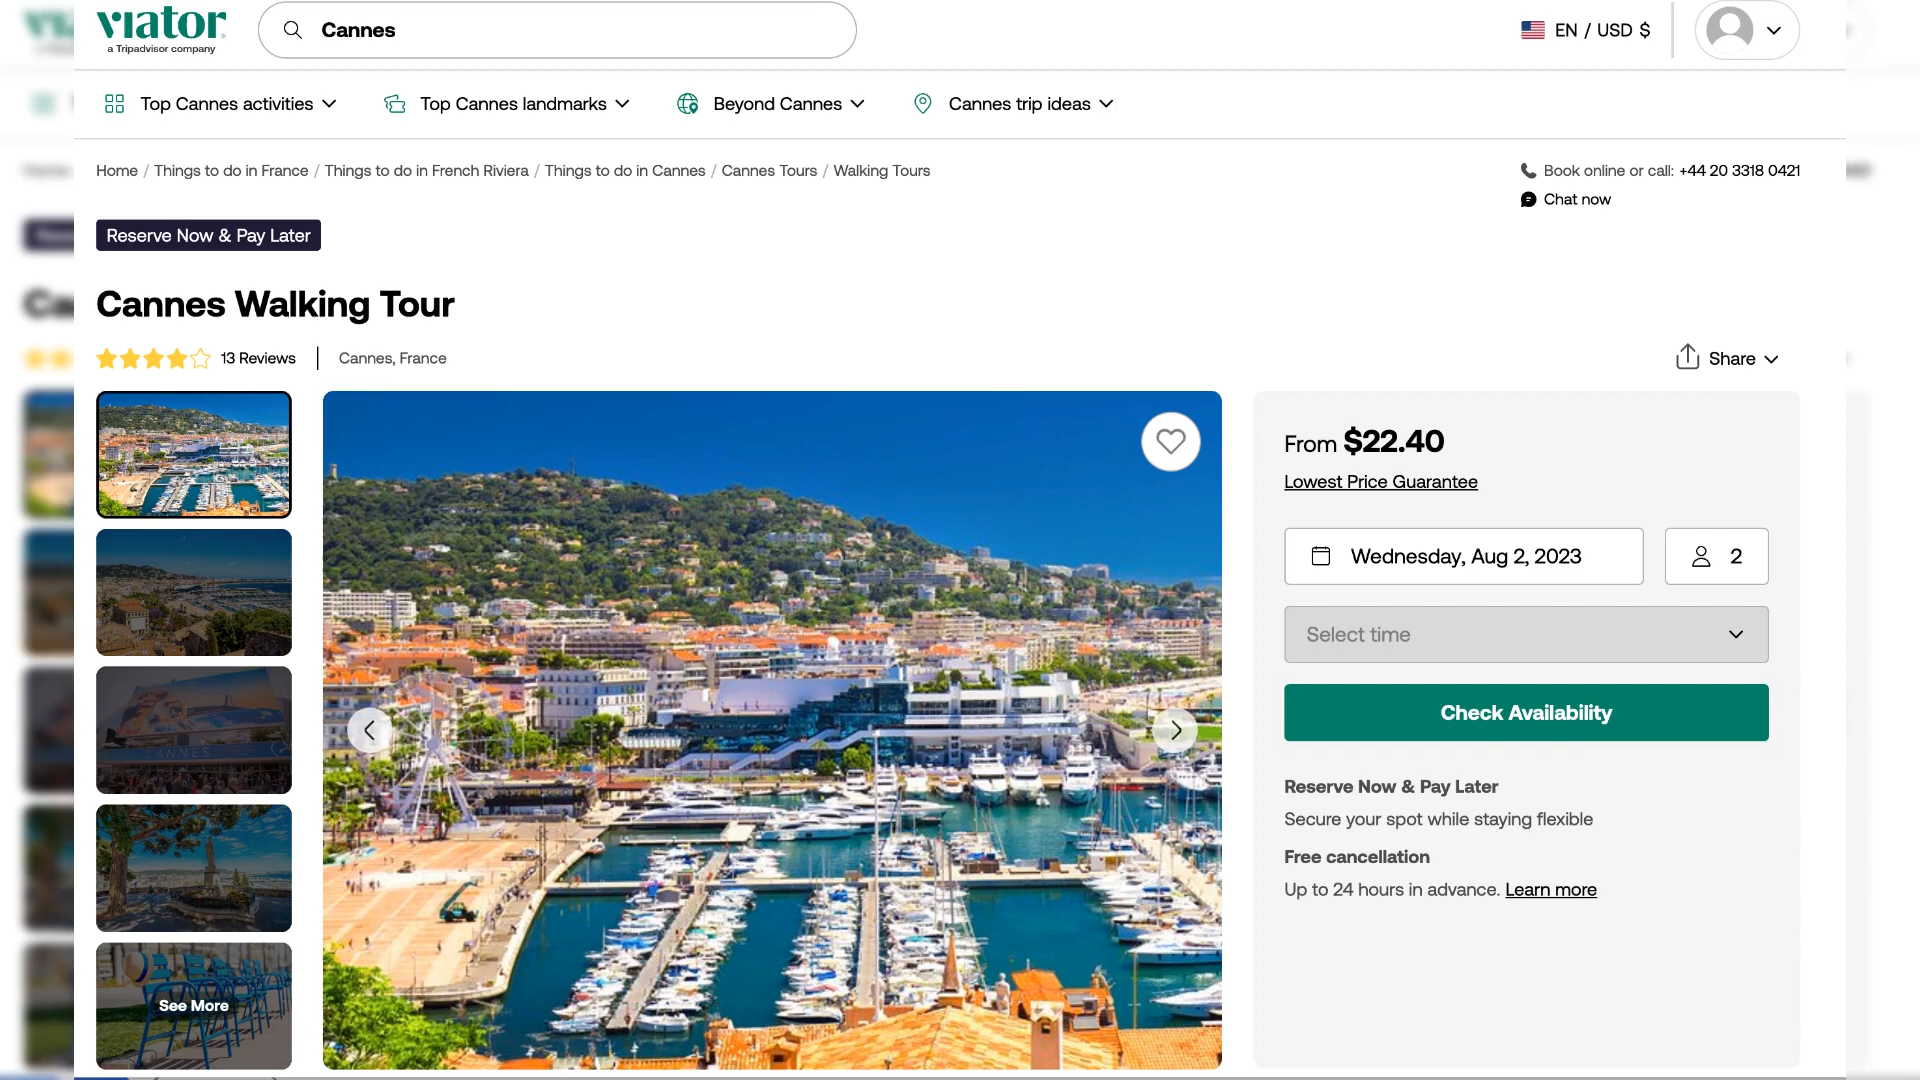 viator
a Tripadvisor company
Cannes
EN / USD $
Top Cannes activities
Top Cannes landmarks
Beyond Cannes
Cannes trip ideas
Home / Things to do in France / Things to do in French Riviera / Things to do in Cannes / Cannes Tours / Walking Tours
Book online or call: +44 20 3318 0421
Chat now
Reserve Now & Pay Later
Cannes Walking Tour
13 Reviews
Cannes, France
Share
From $22.40
Lowest Price Guarantee
Wednesday, Aug 2, 2023
2
Select time
Check Availability
Reserve Now & Pay Later
Secure your spot while staying flexible
Free cancellation
Up to 24 hours in advance. Learn more
CANNES
See More